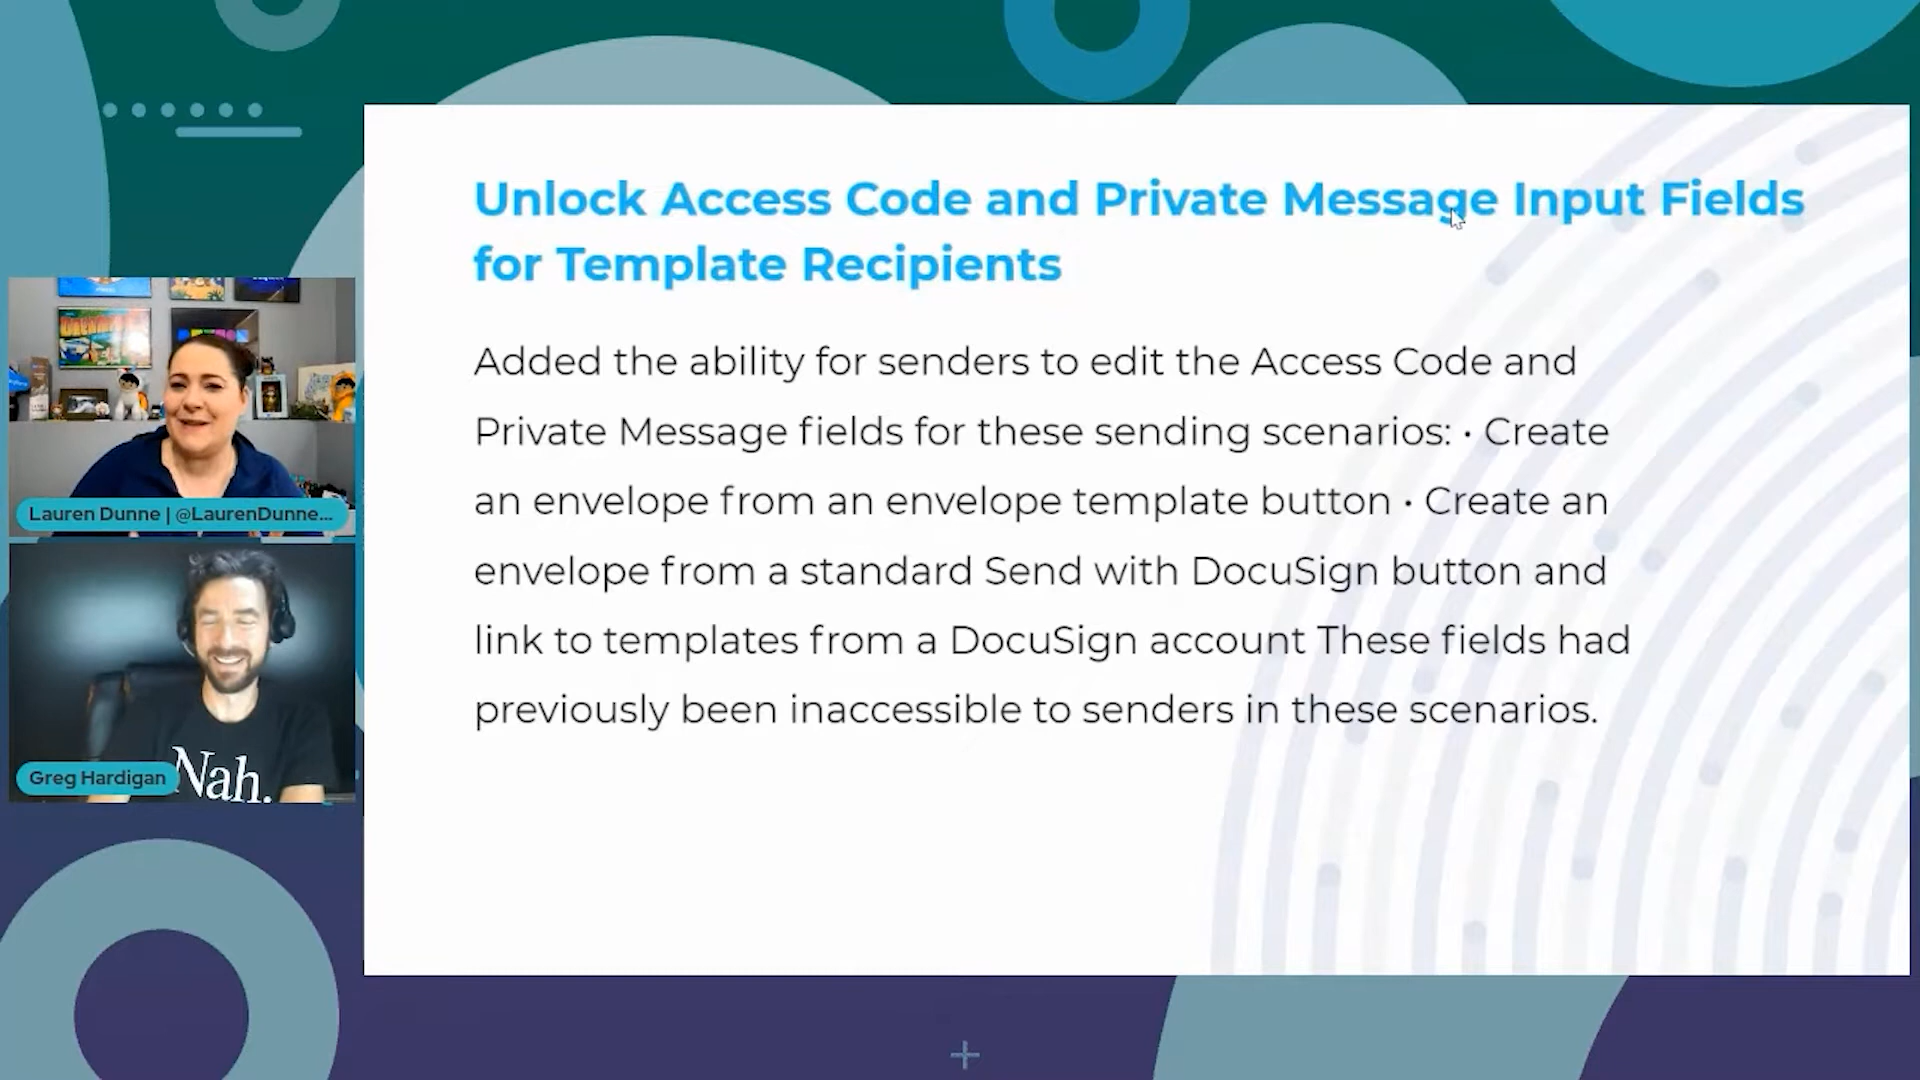 Unlock Access Code and Private Message Input Fields
for Template Recipients
Added the ability for senders to edit the Access Code and
Private Message fields for these sending scenarios: • Create
an envelope from an envelope template button • Create an
envelope from a standard Send with DocuSign button and
link to templates from a DocuSign account These fields had
previously been inaccessible to senders in these scenarios.
Lauren Dunne | @LaurenDunne...
Nah.
Greg Hardigan